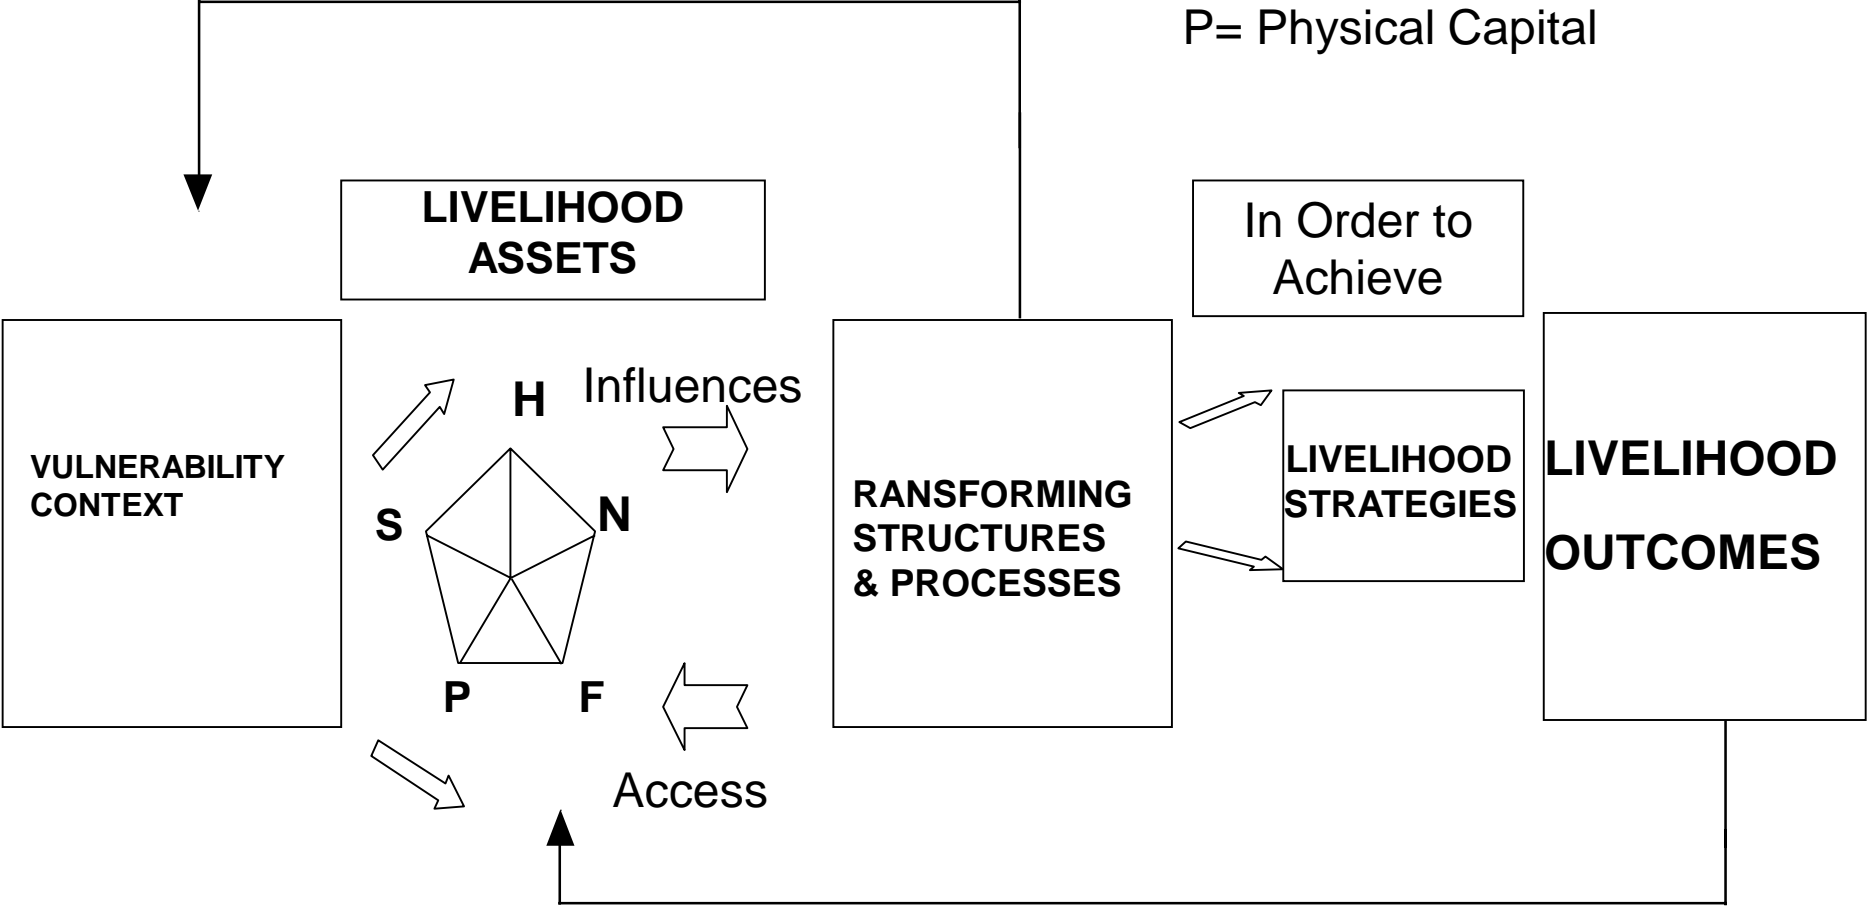 P= Physical Capital
LIVELIHOOD
ASSETS
In Order to
Achieve
VULNERABILITY
CONTEXT
H
Influences
S
N
P
F
Access
RANSFORMING
STRUCTURES
& PROCESSES
LIVELIHOOD
STRATEGIES
LIVELIHOOD
OUTCOMES